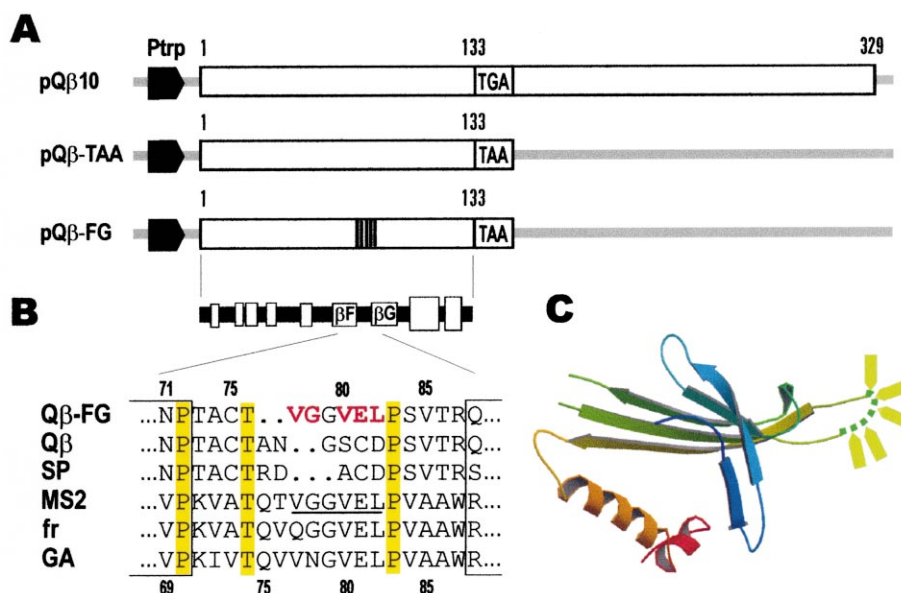 A
Ptrp 1 133 329
pQβ10 TGA
1 133
pQβ-TAA TAA
1 133
pQβ-FG TAA
B
βF βG
C
71 75 80 85
Qβ-FG ...NPTACT..VGGVELPSVTRQ...
Qβ ...NPTACTAN..GSCDPSVTRQ...
SP ...NPTACTRD...ACDPSVTRS...
MS2 ...VPKVATQTVGGVELPVAAWR...
fr ...VPKVATQVQGGVELPVAAWR...
GA ...VPKIVTQVVNGVELPVAAWR...
69 75 80 85